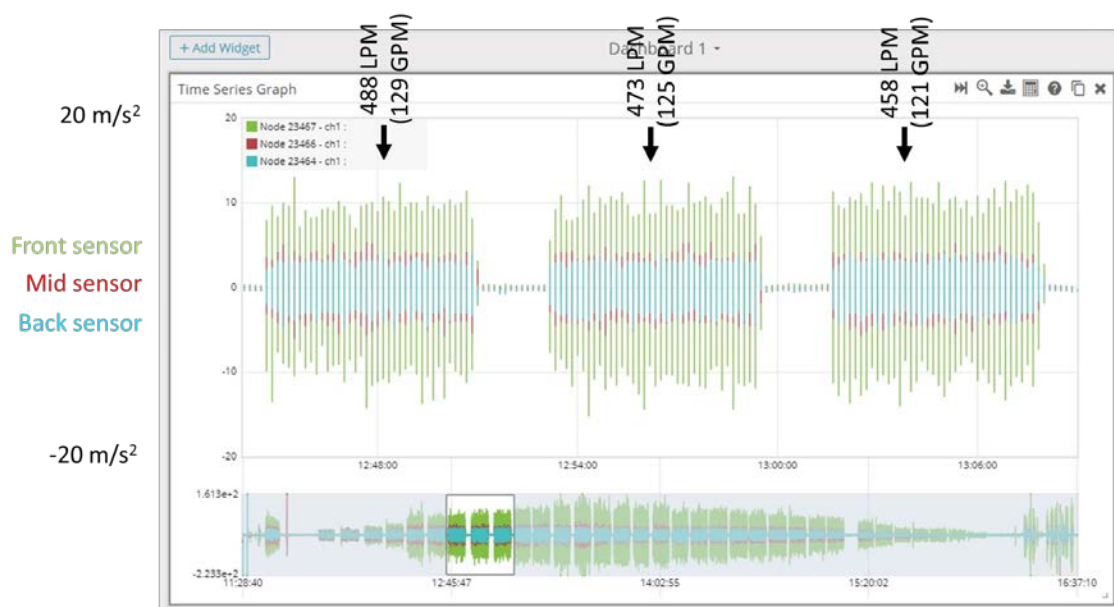 + Add Widget
Dashboard 1
488 LPM
(129 GPM)
473 LPM
(125 GPM)
458 LPM
(121 GPM)
Time Series Graph
20 m/s²
20
Node 23467 - ch1 :
Node 23466 - ch1 :
Node 23464 - ch1 :
10
Front sensor
Mid sensor
0
Back sensor
-10
-20 m/s²
-20
12:48:00
12:54:00
13:00:00
13:06:00
1.613e+2
-2.233e+2
11:28:40
12:45:47
14:02:55
15:20:02
16:37:10